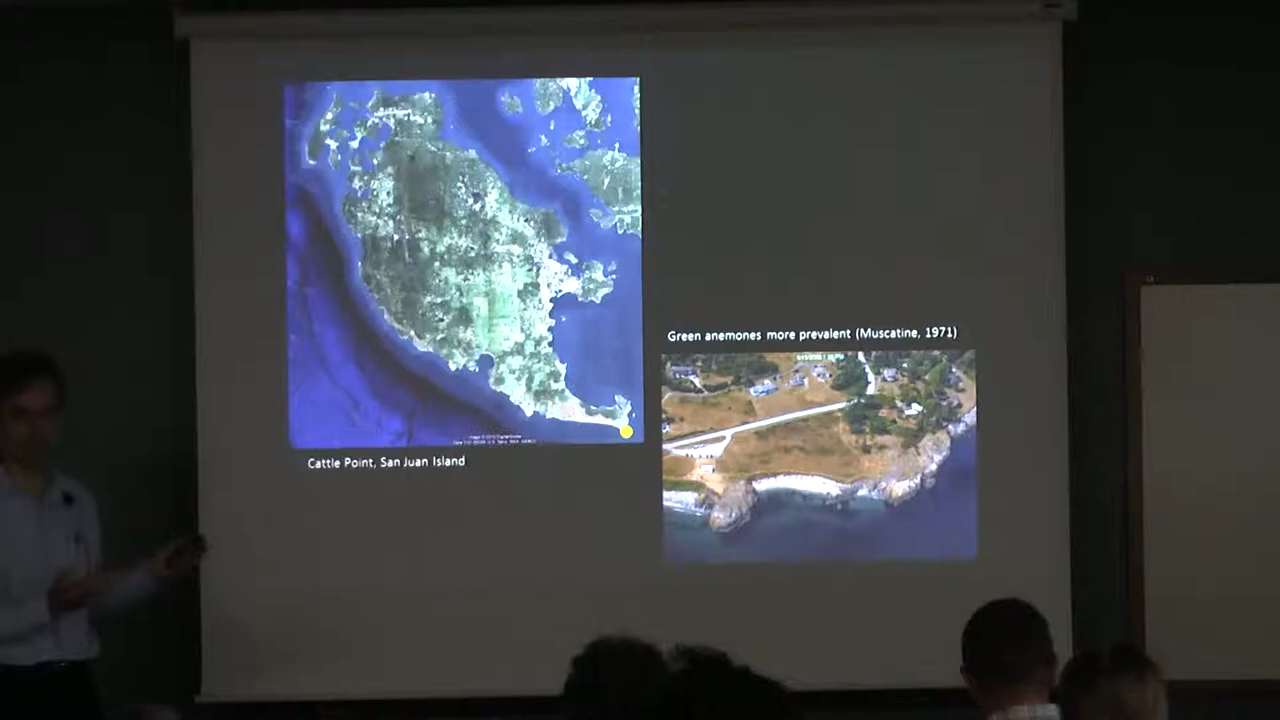 Green anemones more prevalent (Muscatine, 1971)
Cattle Point, San Juan Island